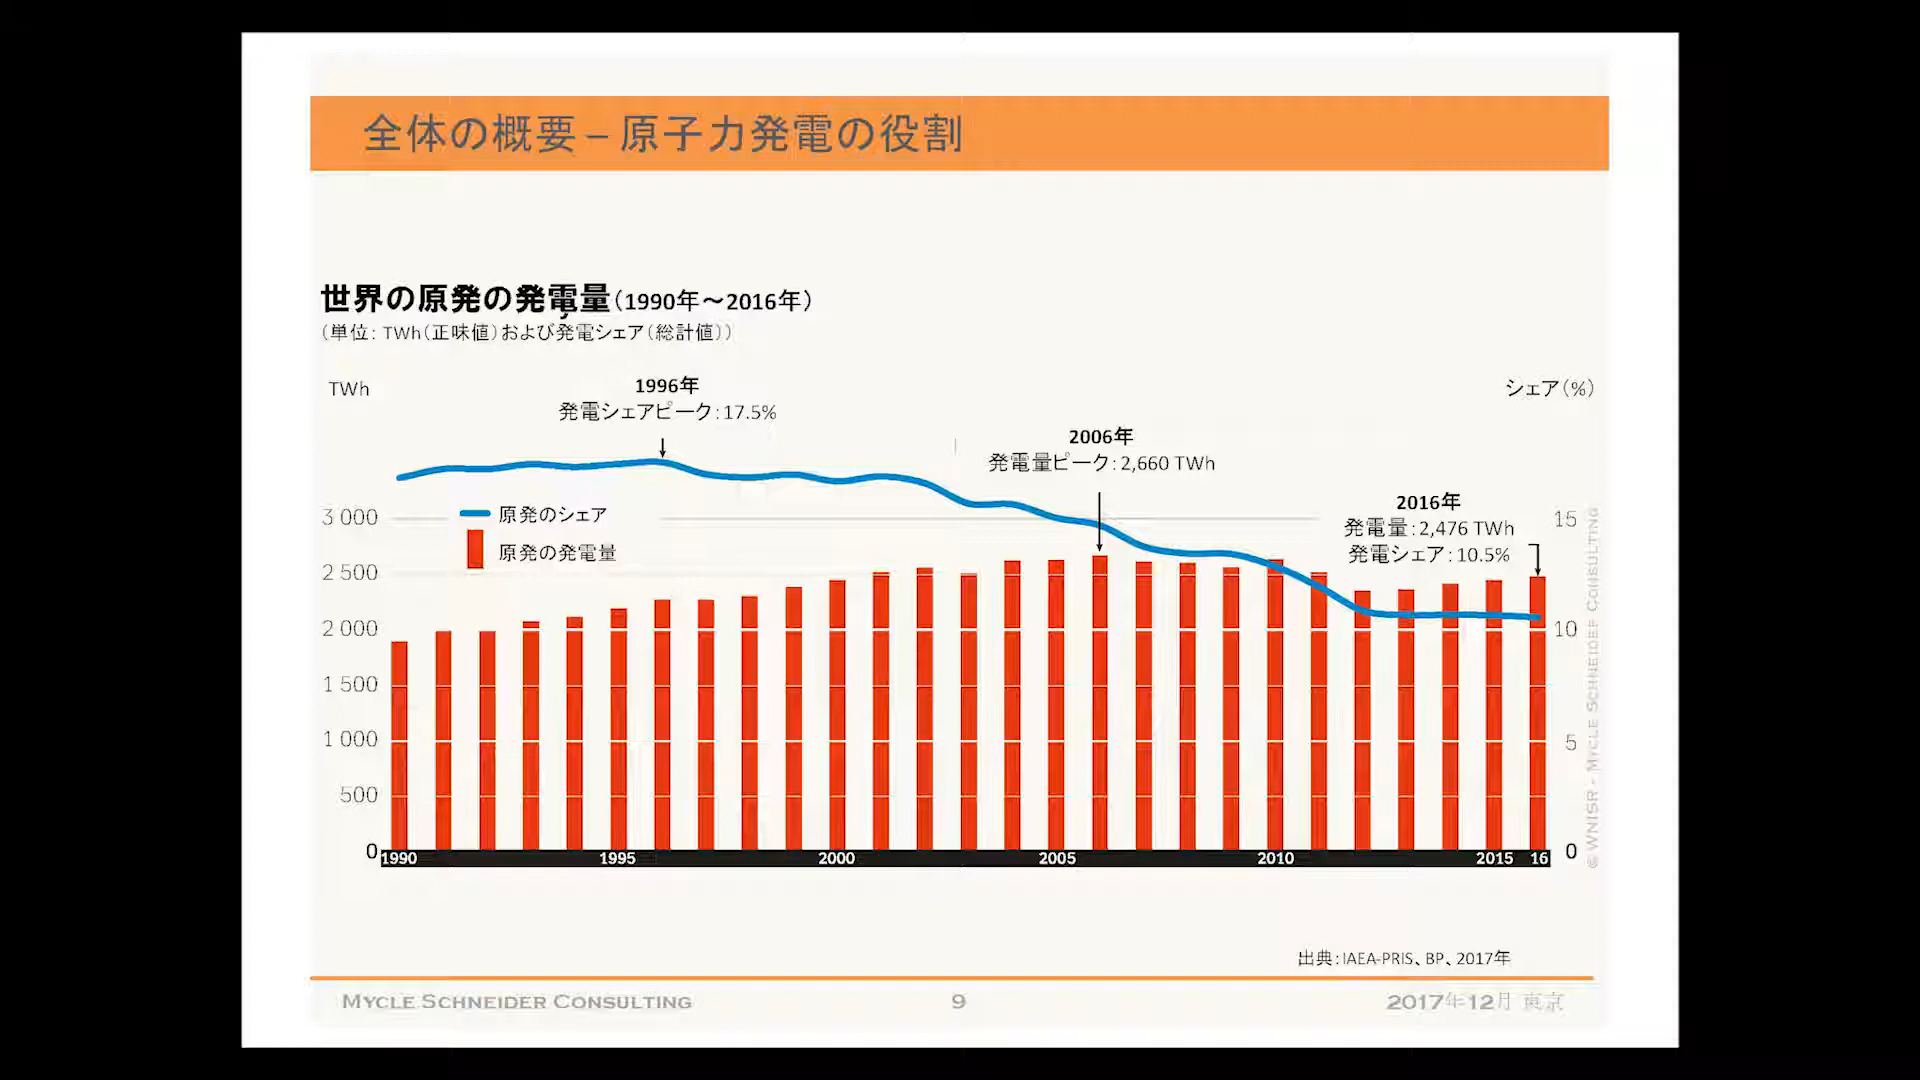 全体の概要 – 原子力発電の役割
世界の原発の発電量(1990年～2016年)
(単位: TWh(正味値)および発電シェア(総計値))
TWh
シェア(%)
1996年
発電シェアピーク:17.5%
2006年
発電量ピーク:2,660 TWh
2016年
発電量:2,476 TWh
発電シェア:10.5%
原発のシェア
原発の発電量
3 000
2 500
2 000
1 500
1 000
500
0
15
10
5
0
1990 1995 2000 2005 2010 2015 16
© WNISR - MYCLE SCHNEIDER CONSULTING
出典:IAEA-PRIS、BP、2017年
MYCLE SCHNEIDER CONSULTING
9
2017年12月 東京